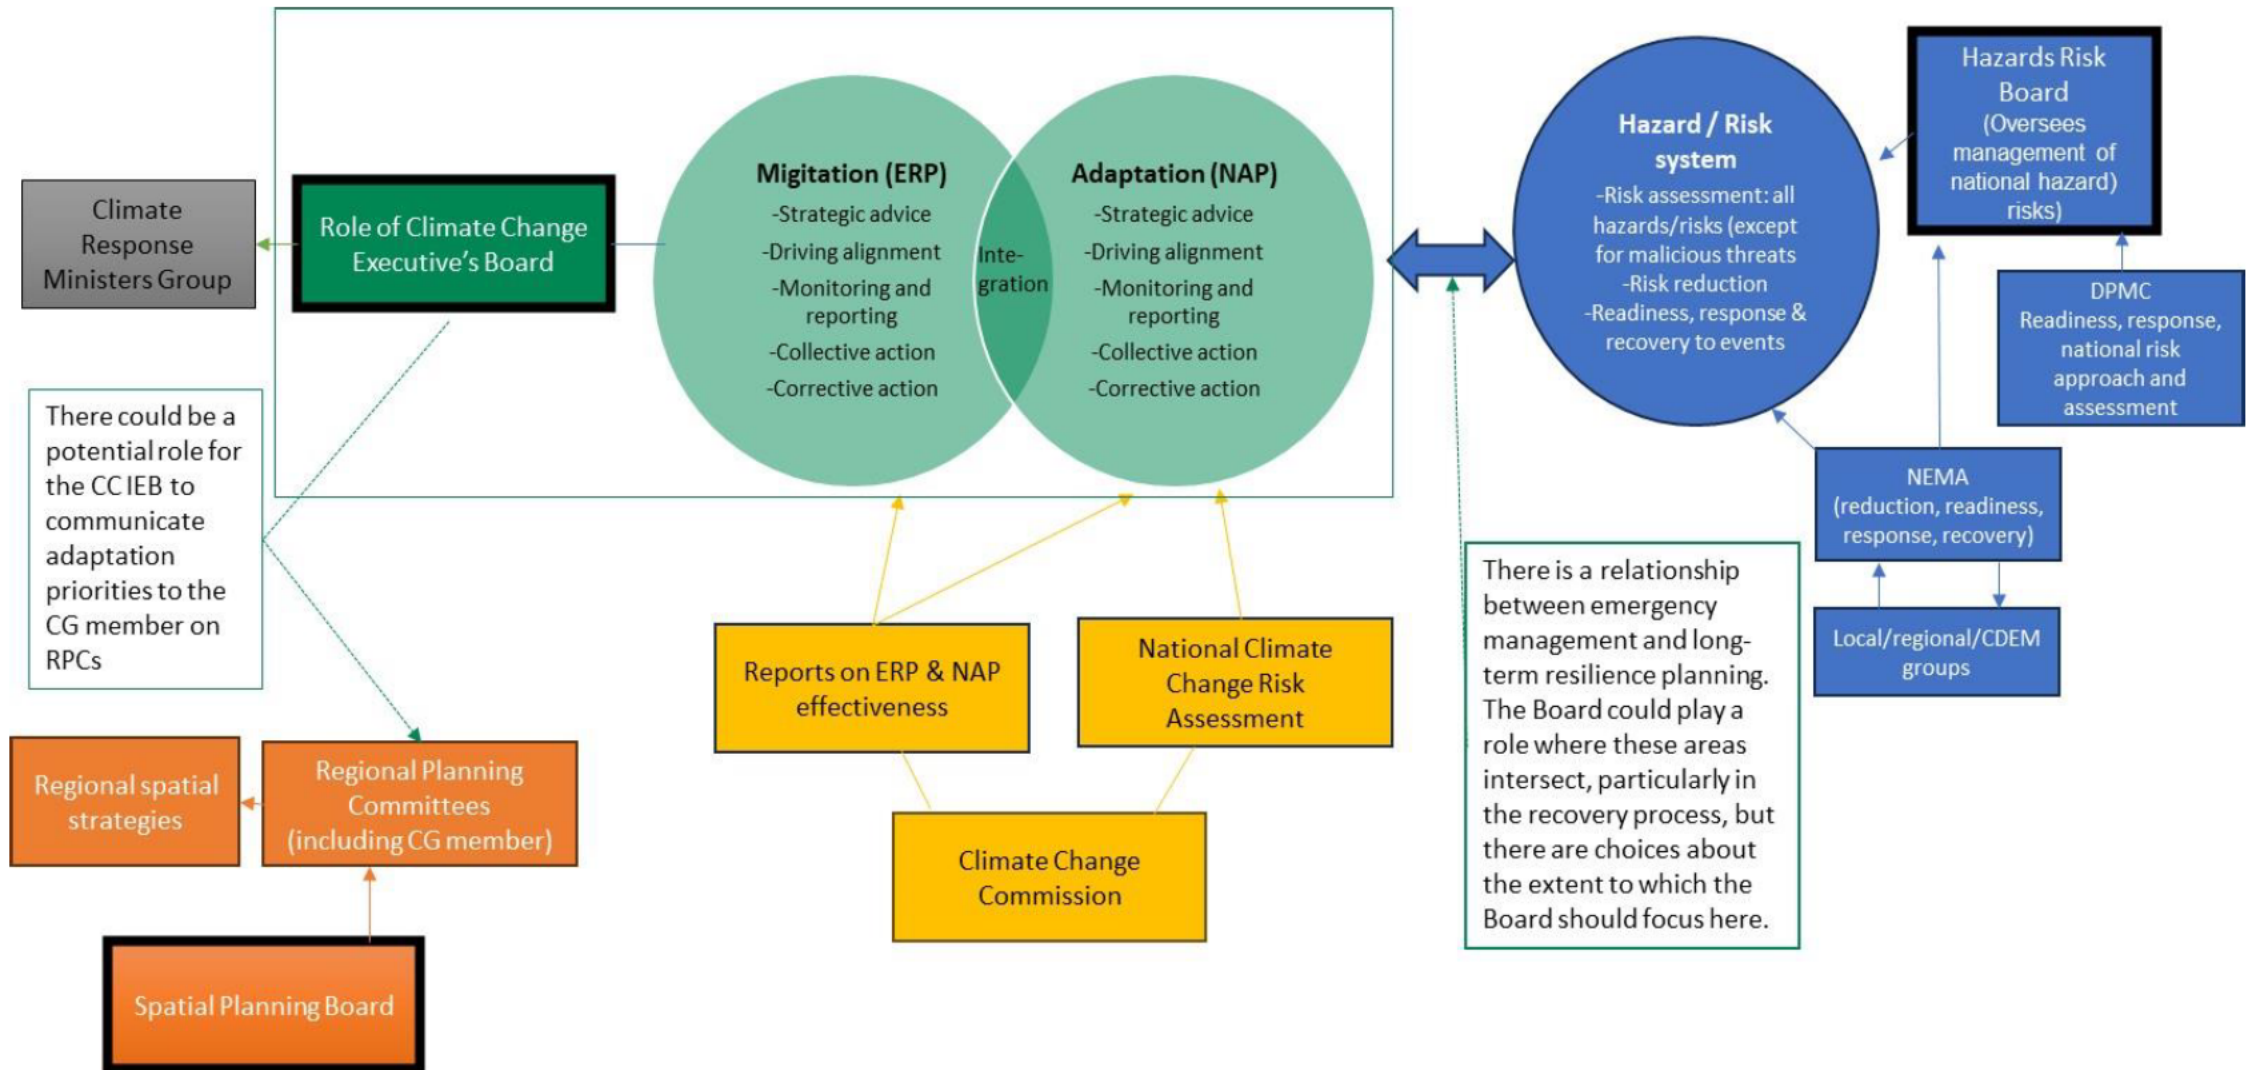 Climate
Response
Ministers Group
Role of Climate Change
Executive's Board
Migitation (ERP)
-Strategic advice
-Driving alignment
-Monitoring and
reporting
-Collective action
-Corrective action
Inte-
gration
Adaptation (NAP)
-Strategic advice
-Driving alignment
-Monitoring and
reporting
-Collective action
-Corrective action
Hazard / Risk
system
-Risk assessment: all
hazards/risks (except
for malicious threats
-Risk reduction
-Readiness, response &
recovery to events
Hazards Risk
Board
(Oversees
management of
national hazard)
risks)
DPMC
Readiness, response,
national risk
approach and
assessment
NEMA
(reduction, readiness,
response, recovery)
Local/regional/CDEM
groups
There could be a
potential role for
the CC IEB to
communicate
adaptation
priorities to the
CG member on
RPCs
Regional spatial
strategies
Regional Planning
Committees
(including CG member)
Spatial Planning Board
Reports on ERP & NAP
effectiveness
National Climate
Change Risk
Assessment
Climate Change
Commission
There is a relationship
between emergency
management and long-
term resilience planning.
The Board could play a
role where these areas
intersect, particularly in
the recovery process, but
there are choices about
the extent to which the
Board should focus here.